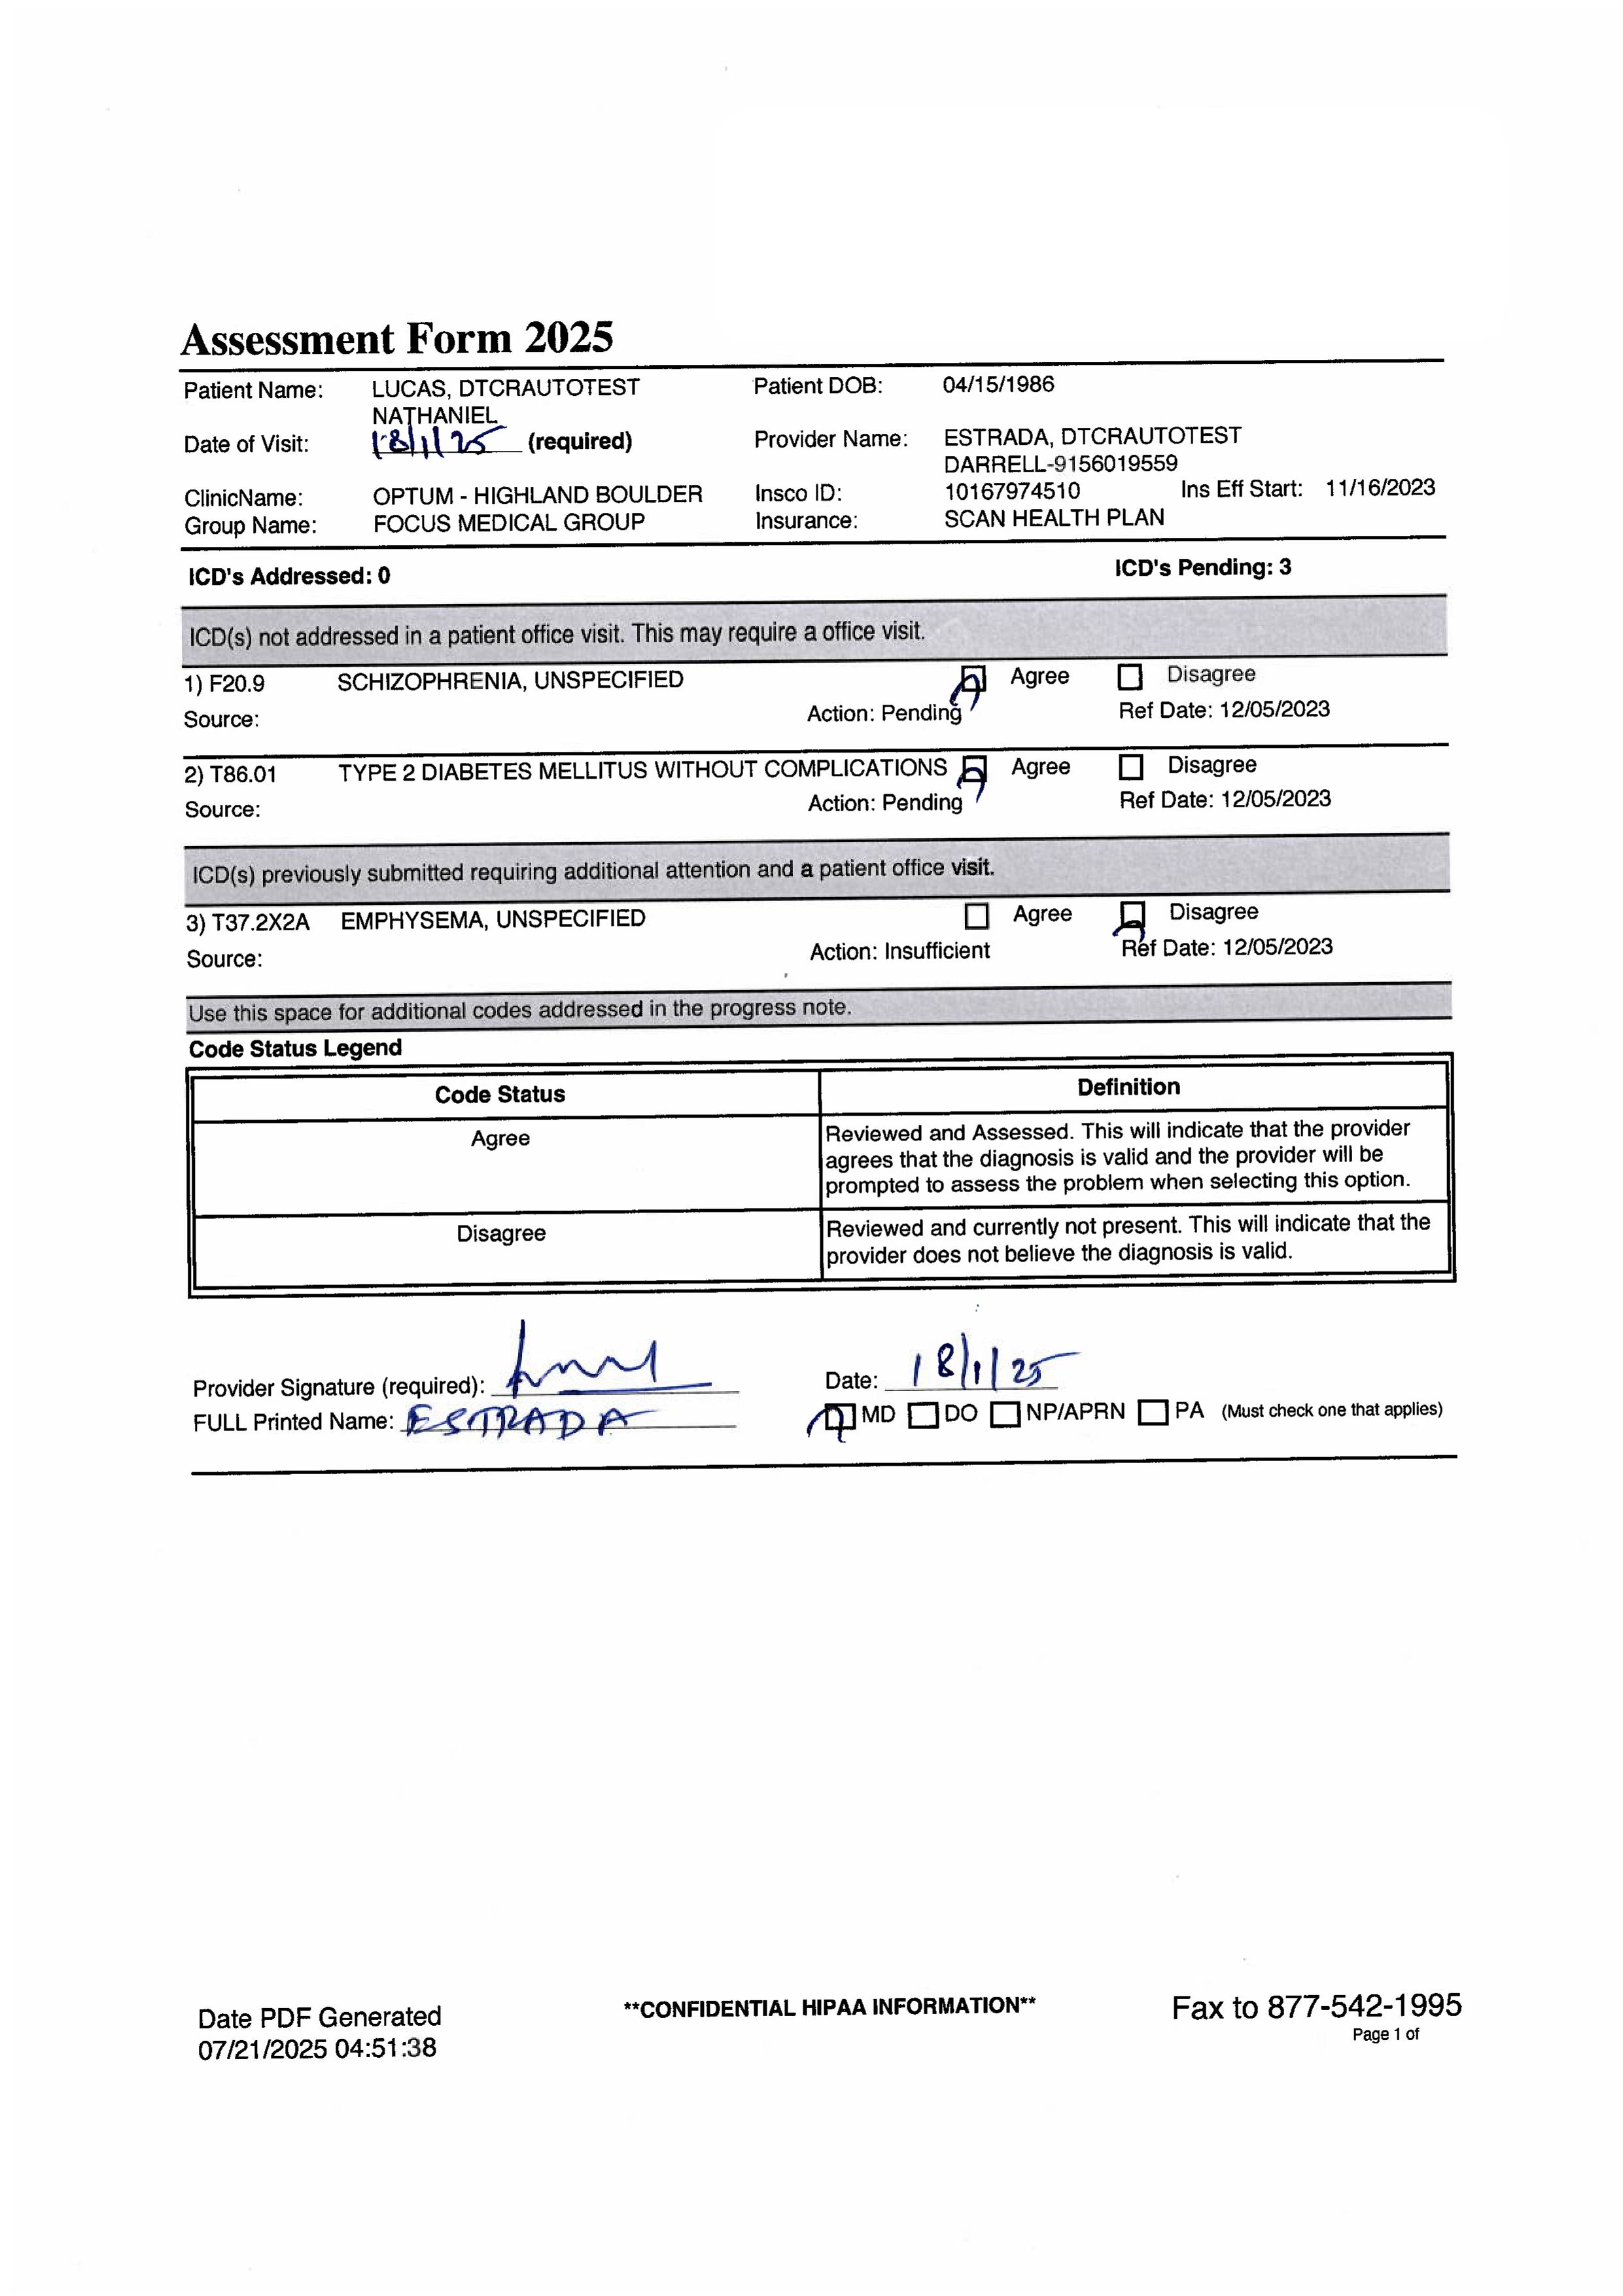 Assessment Form 2025
Patient Name: LUCAS, DTCRAUTOTEST NATHANIEL Patient DOB: 04/15/1986
Date of Visit: 18/1/25 (required) Provider Name: ESTRADA, DTCRAUTOTEST DARRELL-9156019559
ClinicName: OPTUM - HIGHLAND BOULDER Insco ID: 10167974510 Ins Eff Start: 11/16/2023
Group Name: FOCUS MEDICAL GROUP Insurance: SCAN HEALTH PLAN
ICD's Addressed: 0 ICD's Pending: 3
ICD(s) not addressed in a patient office visit. This may require a office visit.
1) F20.9 SCHIZOPHRENIA, UNSPECIFIED Agree Disagree
Source: Action: Pending Ref Date: 12/05/2023
2) T86.01 TYPE 2 DIABETES MELLITUS WITHOUT COMPLICATIONS Agree Disagree
Source: Action: Pending Ref Date: 12/05/2023
ICD(s) previously submitted requiring additional attention and a patient office visit.
3) T37.2X2A EMPHYSEMA, UNSPECIFIED Agree Disagree
Source: Action: Insufficient Ref Date: 12/05/2023
Use this space for additional codes addressed in the progress note.
Code Status Legend
Code Status Definition
Agree Reviewed and Assessed. This will indicate that the provider
agrees that the diagnosis is valid and the provider will be
prompted to assess the problem when selecting this option.
Disagree Reviewed and currently not present. This will indicate that the
provider does not believe the diagnosis is valid.
Provider Signature (required): Date: 18/1/25
FULL Printed Name: ESTRADA MD DO NP/APRN PA (Must check one that applies)
Date PDF Generated **CONFIDENTIAL HIPAA INFORMATION** Fax to 877-542-1995
07/21/2025 04:51:38 Page 1 of